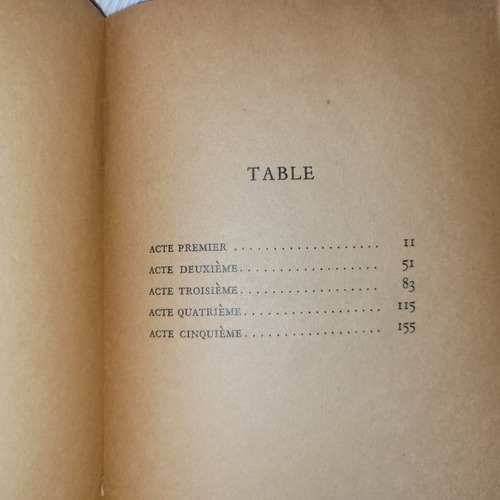 TABLE
ACTE PREMIER . . . . . . . . . . . . . . . . . . . 11
ACTE DEUXIÈME. . . . . . . . . . . . . . . . . . 51
ACTE TROISIÈME . . . . . . . . . . . . . . . . . . 83
ACTE QUATRIÈME. . . . . . . . . . . . . . . . . . 115
ACTE CINQUIÈME. . . . . . . . . . . . . . . . . . 155